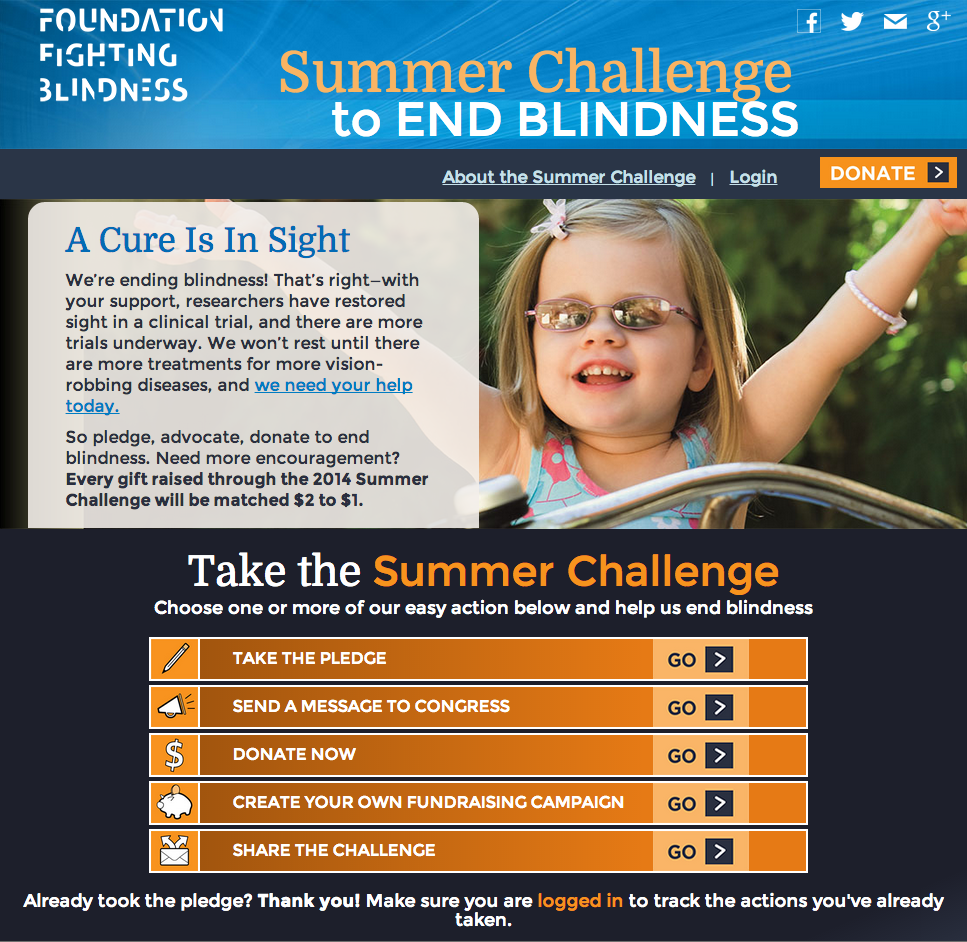 FOUNDATION
FIGHTING
BLINDNESS
f
g+
Summer Challenge
to END BLINDNESS
About the Summer Challenge | Login
DONATE >
A Cure Is In Sight
We're ending blindness! That's right—with
your support, researchers have restored
sight in a clinical trial, and there are more
trials underway. We won't rest until there
are more treatments for more vision-
robbing diseases, and we need your help
today.
So pledge, advocate, donate to end
blindness. Need more encouragement?
Every gift raised through the 2014 Summer
Challenge will be matched $2 to $1.
Take the Summer Challenge
Choose one or more of our easy action below and help us end blindness
TAKE THE PLEDGE GO >
SEND A MESSAGE TO CONGRESS GO >
$ DONATE NOW GO >
CREATE YOUR OWN FUNDRAISING CAMPAIGN GO >
SHARE THE CHALLENGE GO >
Already took the pledge? Thank you! Make sure you are logged in to track the actions you've already
taken.